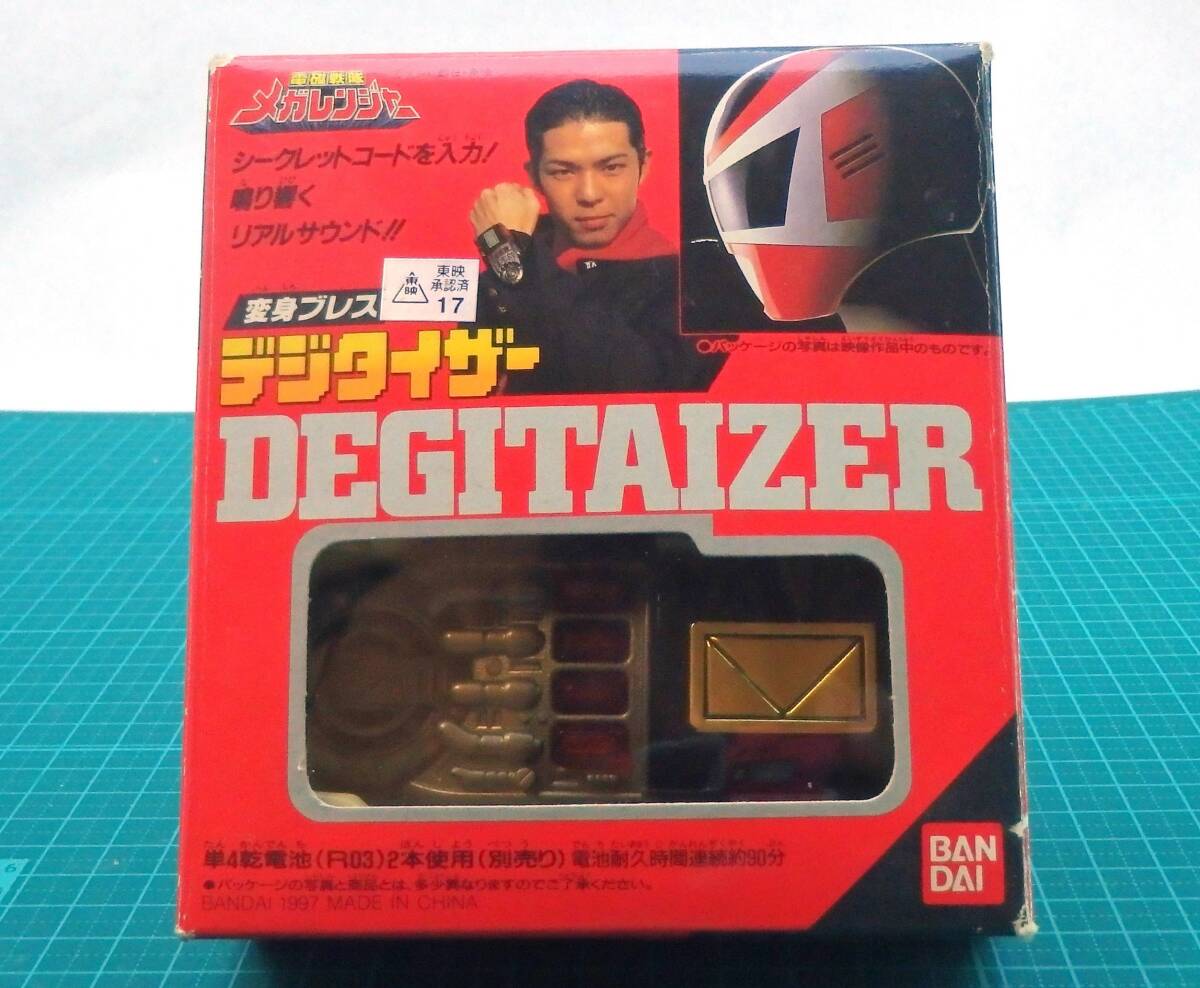 電磁戦隊
メガレンジャー
シークレットコードを入力!
鳴り響く
リアルサウンド!!
東映
東映
承認済
17
変身ブレス
デジタイザー
●パッケージの写真は映像作品中のものです。
DEGITAIZER
単4乾電池(R03)2本使用(別売り)電池耐久時間連続約90分
●パッケージの写真と商品とは、多少異なりますのでご了承ください。
BANDAI 1997 MADE IN CHINA
BAN
DAI